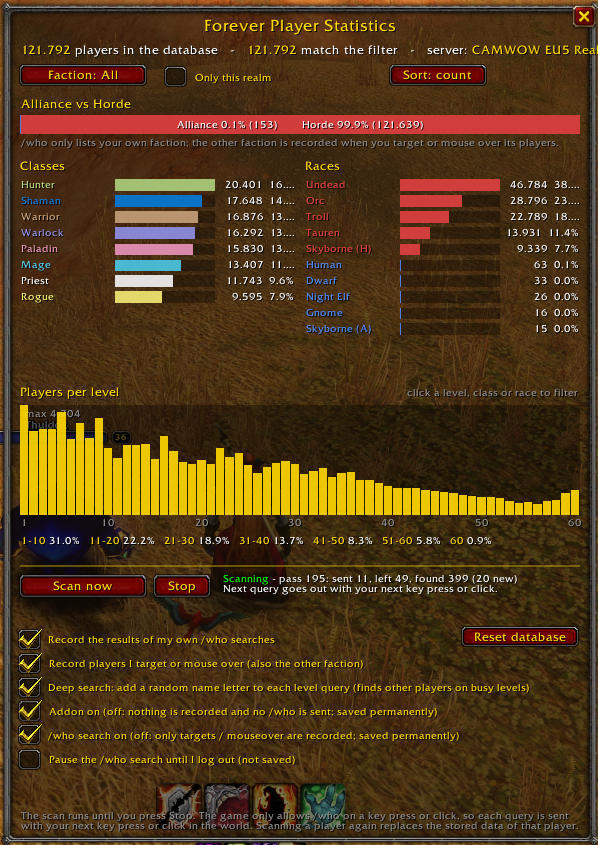 Forever Player Statistics
121.792 players in the database - 121.792 match the filter - server: CAMWOW EU5 Real
Faction: All
Only this realm
Sort: count
Alliance vs Horde
Alliance 0.1% (153) Horde 99.9% (121.639)
/who only lists your own faction; the other faction is recorded when you target or mouse over its players.
Classes
Hunter 20.401 16....
Shaman 17.648 14....
Warrior 16.876 13....
Warlock 16.292 13....
Paladin 15.830 13....
Mage 13.407 11....
Priest 11.743 9.6%
Rogue 9.595 7.9%
Races
Undead 46.784 38....
Orc 28.796 23....
Troll 22.789 18....
Tauren 13.931 11.4%
Skyborne (H) 9.339 7.7%
Human 63 0.1%
Dwarf 33 0.0%
Night Elf 26 0.0%
Gnome 16 0.0%
Skyborne (A) 15 0.0%
Players per level
click a level, class or race to filter
max 4.704
36
1 10 20 30 40 50 60
1-10 31.0% 11-20 22.2% 21-30 18.9% 31-40 13.7% 41-50 8.3% 51-60 5.8% 60 0.9%
Scan now
Stop
Scanning - pass 195: sent 11, left 49, found 399 (20 new)
Next query goes out with your next key press or click.
Record the results of my own /who searches
Reset database
Record players I target or mouse over (also the other faction)
Deep search: add a random name letter to each level query (finds other players on busy levels)
Addon on (off: nothing is recorded and no /who is sent; saved permanently)
/who search on (off: only targets / mouseover are recorded; saved permanently)
Pause the /who search until I log out (not saved)
The scan runs until you press Stop. The game only allows /who on a key press or click, so each query is sent
with your next key press or click in the world. Scanning a player again replaces the stored data of that player.